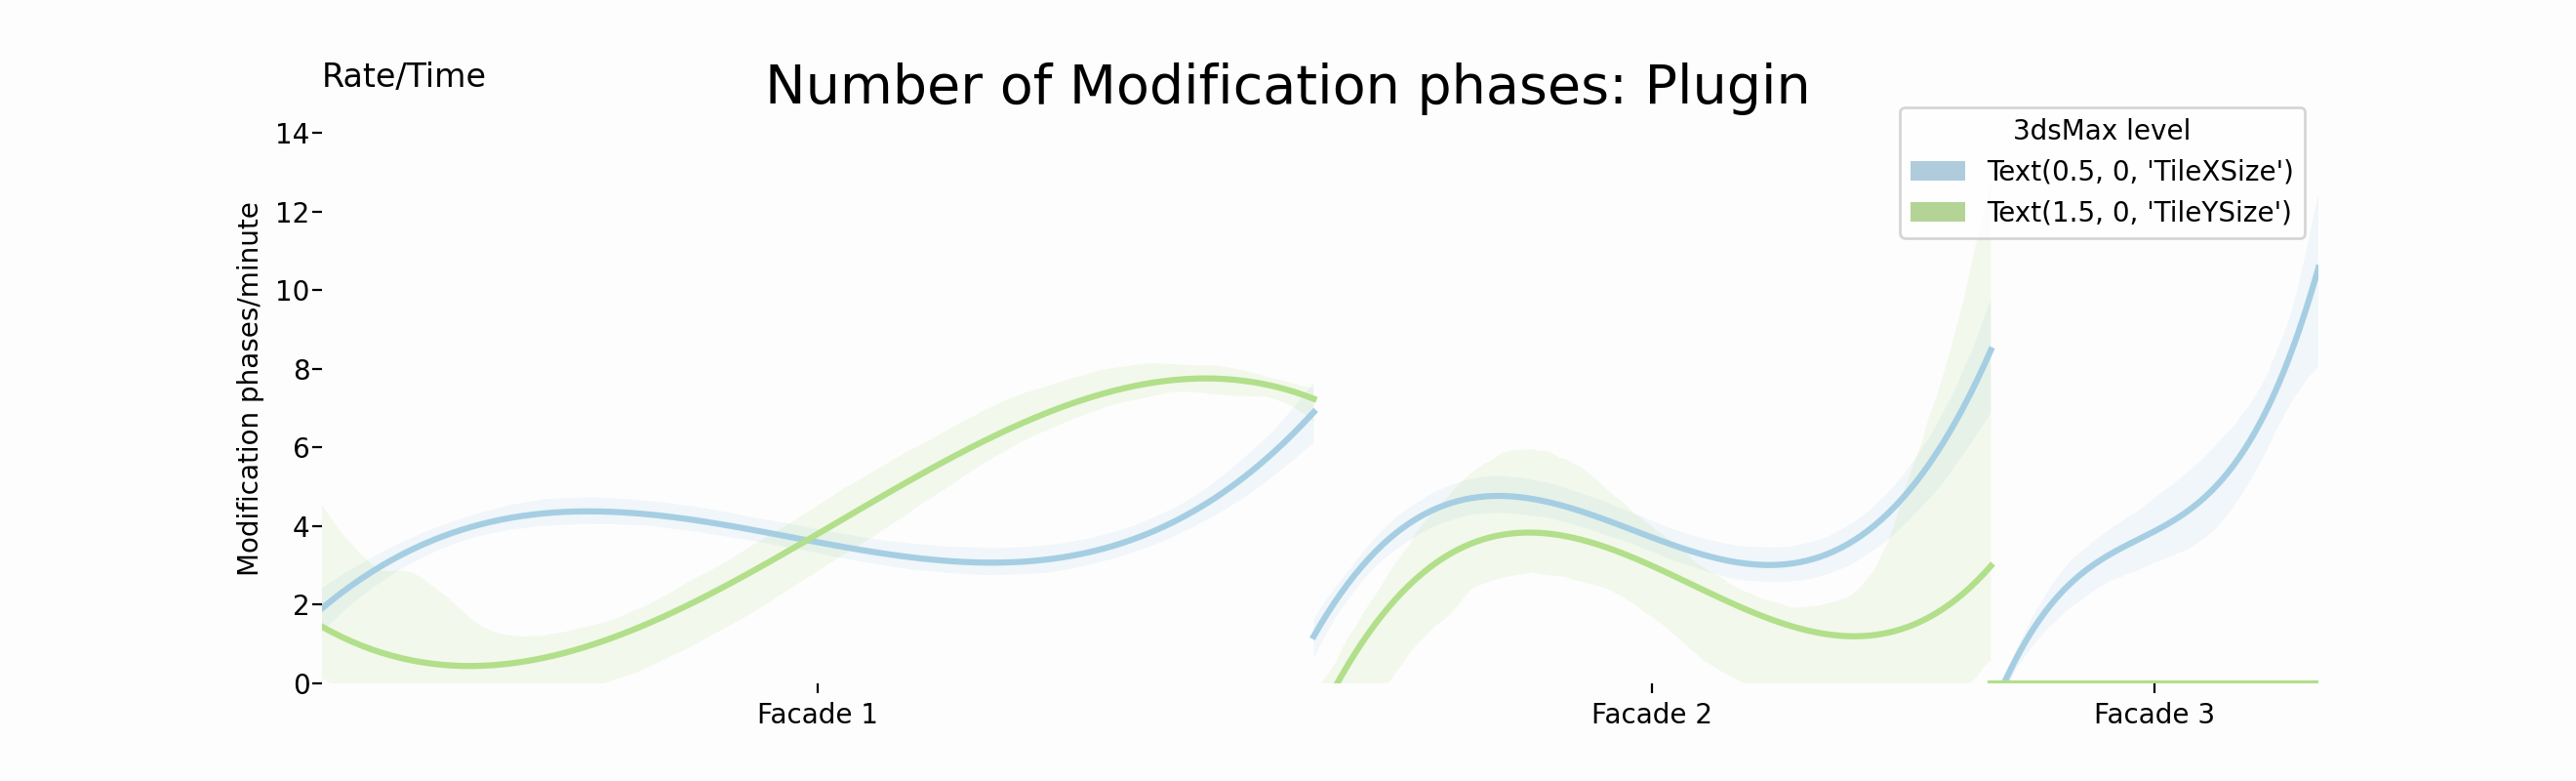 Rate/Time
Number of Modification phases: Plugin
3dsMax level
Text(0.5, 0, 'TileXSize')
Text(1.5, 0, 'TileYSize')
Modification phases/minute
14
12
10
8
6
4
2
0
Facade 1
Facade 2
Facade 3